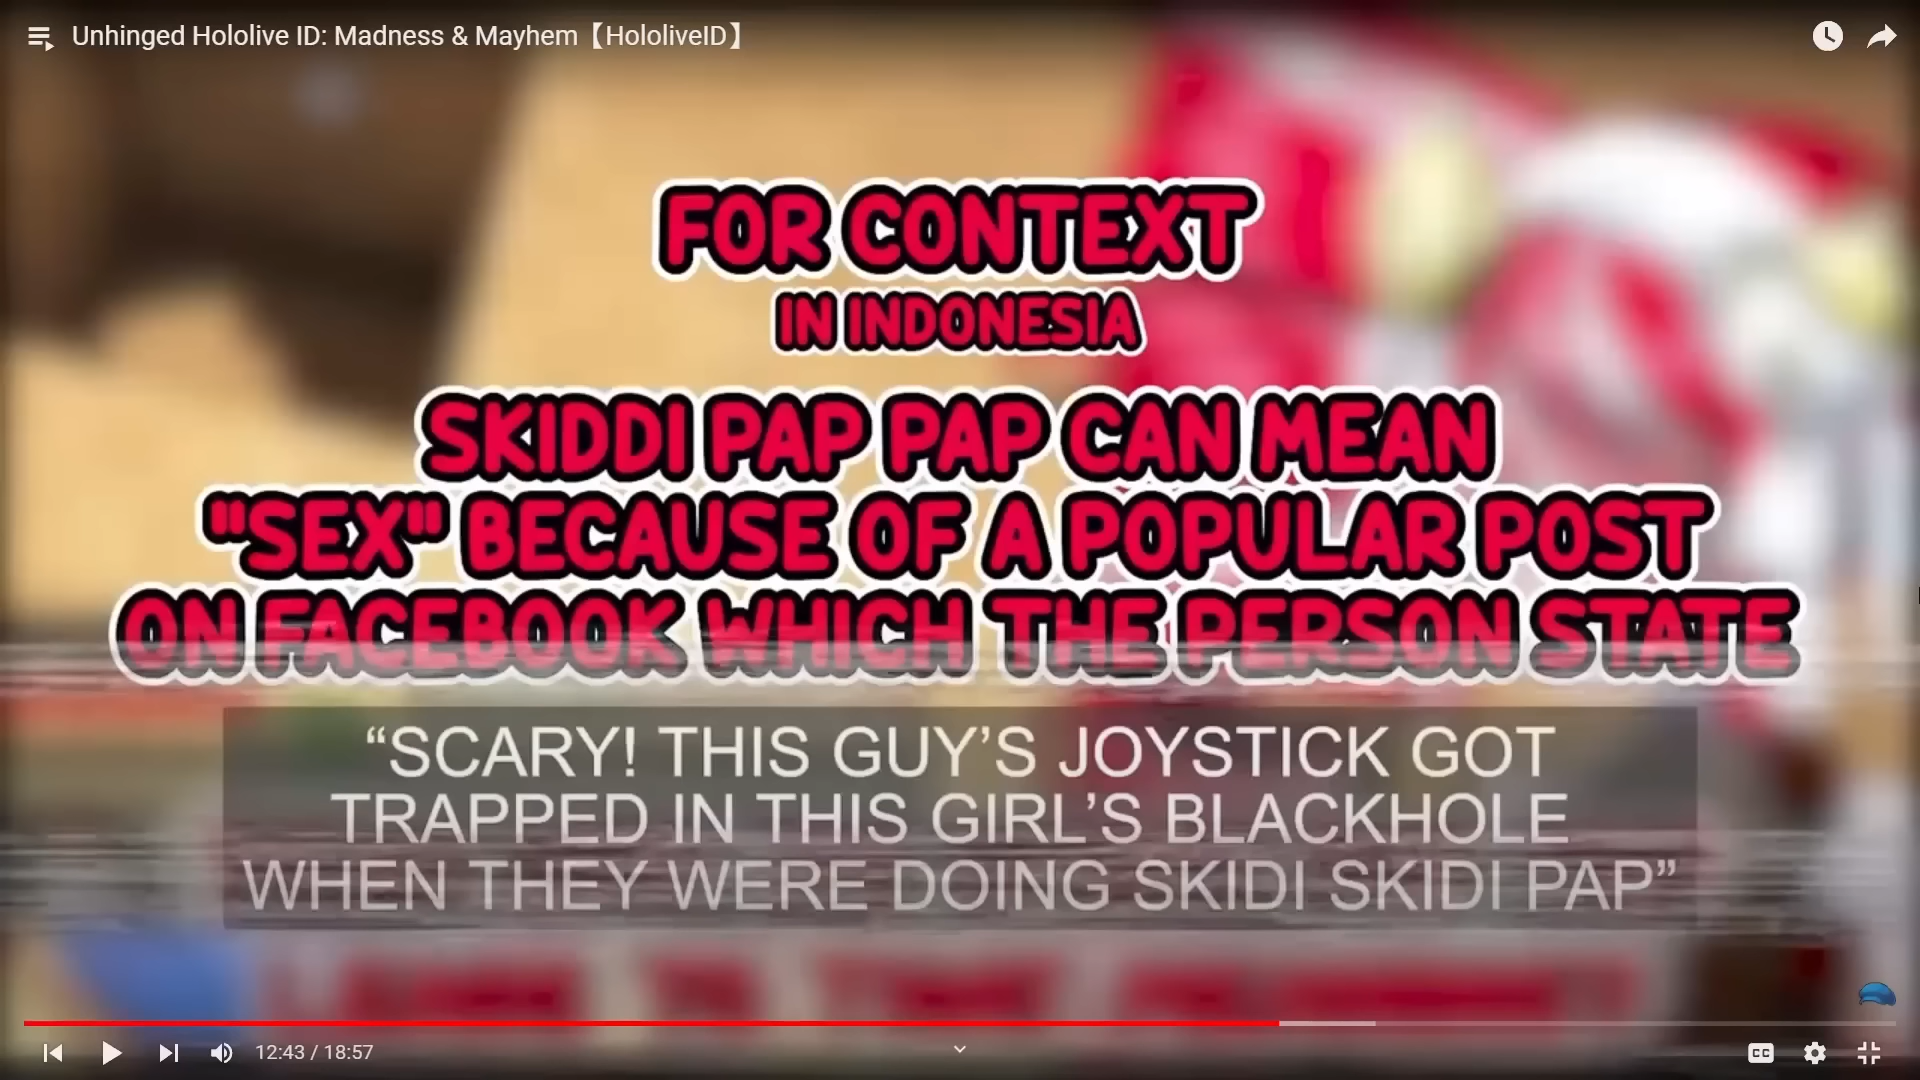 Unhinged Hololive ID: Madness & Mayhem【HololiveID】
FOR CONTEXT
IN INDONESIA
SKIDDI PAP PAP CAN MEAN
"SEX" BECAUSE OF A POPULAR POST
ON FACEBOOK WHICH THE PERSON STATE
“SCARY! THIS GUY’S JOYSTICK GOT
TRAPPED IN THIS GIRL’S BLACKHOLE
WHEN THEY WERE DOING SKIDI SKIDI PAP”
12:43 / 18:57
CC